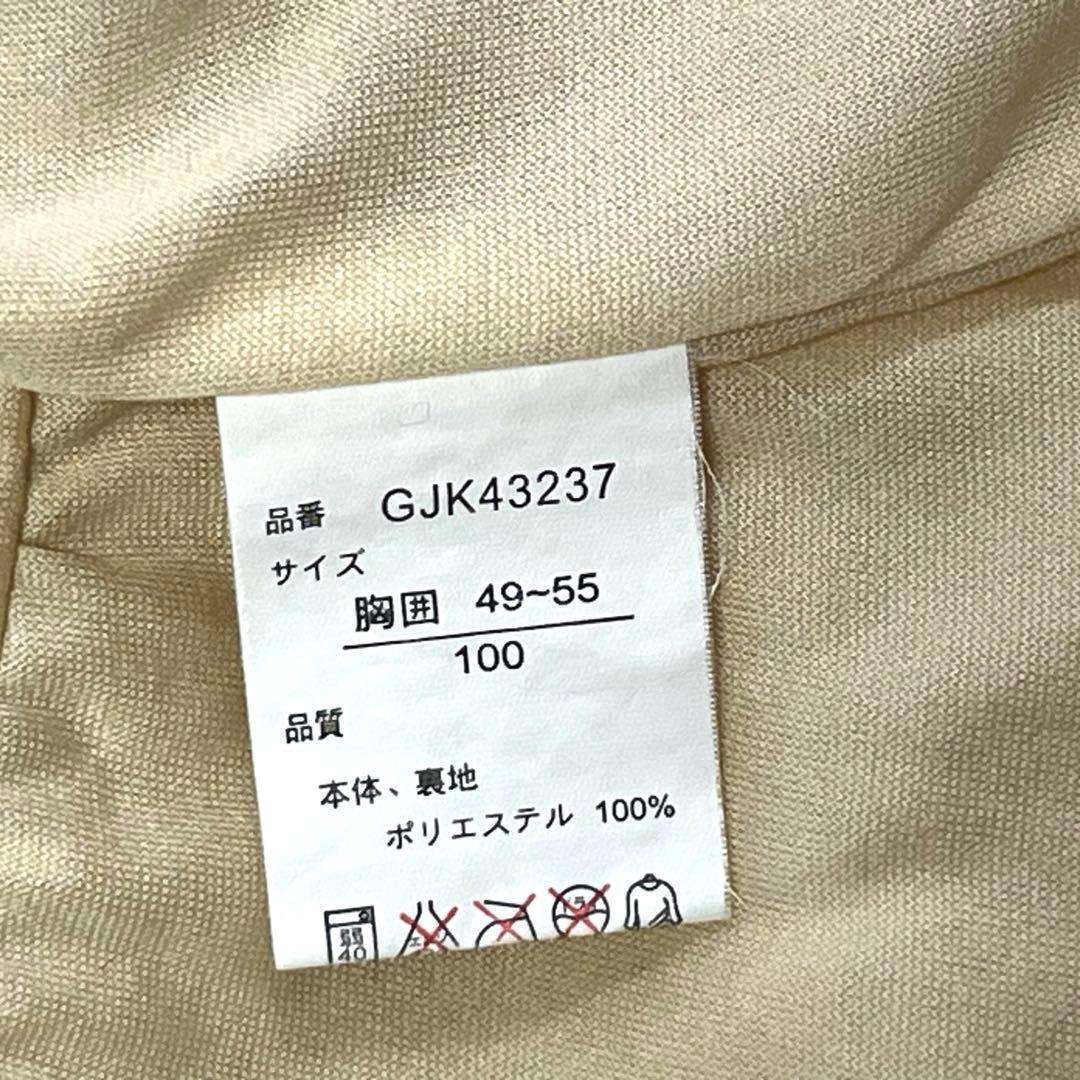 品番 GJK43237
サイズ
胸囲 49~55
100
品質
本体、裏地
ポリエステル 100%
弱
40